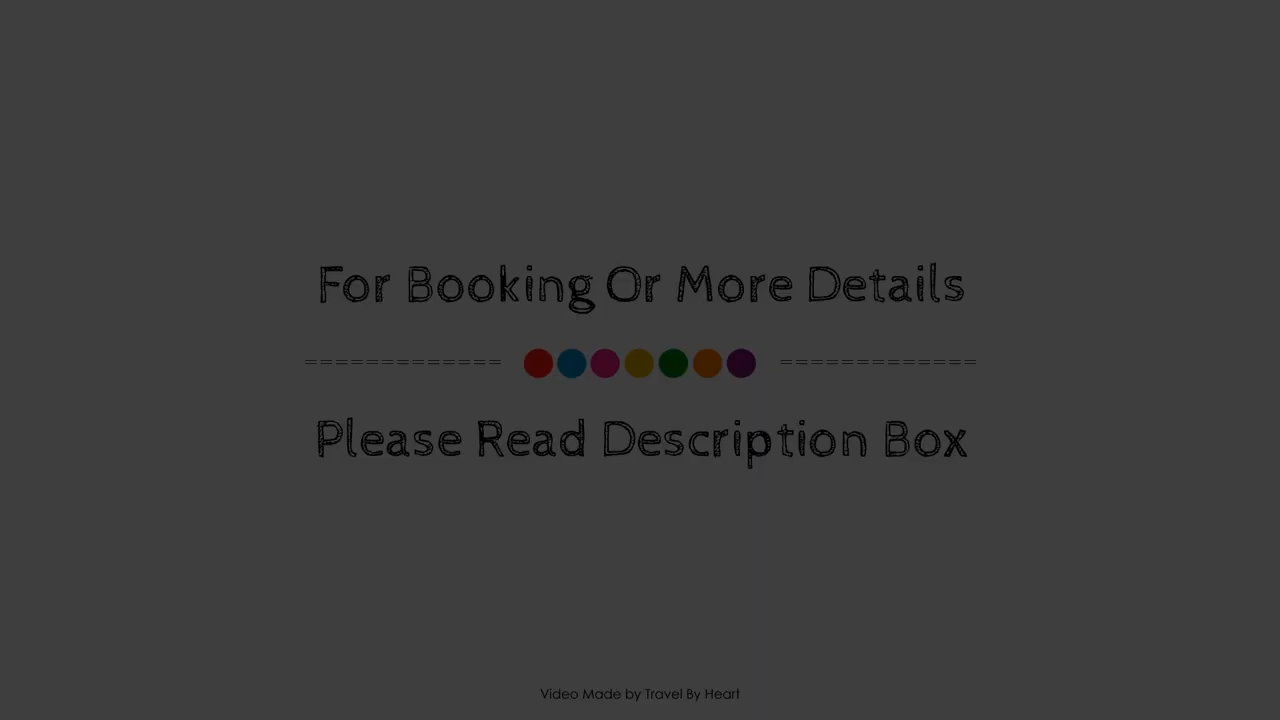 For Booking Or More Details
============= =============
Please Read Description Box
Video Made by Travel By Heart